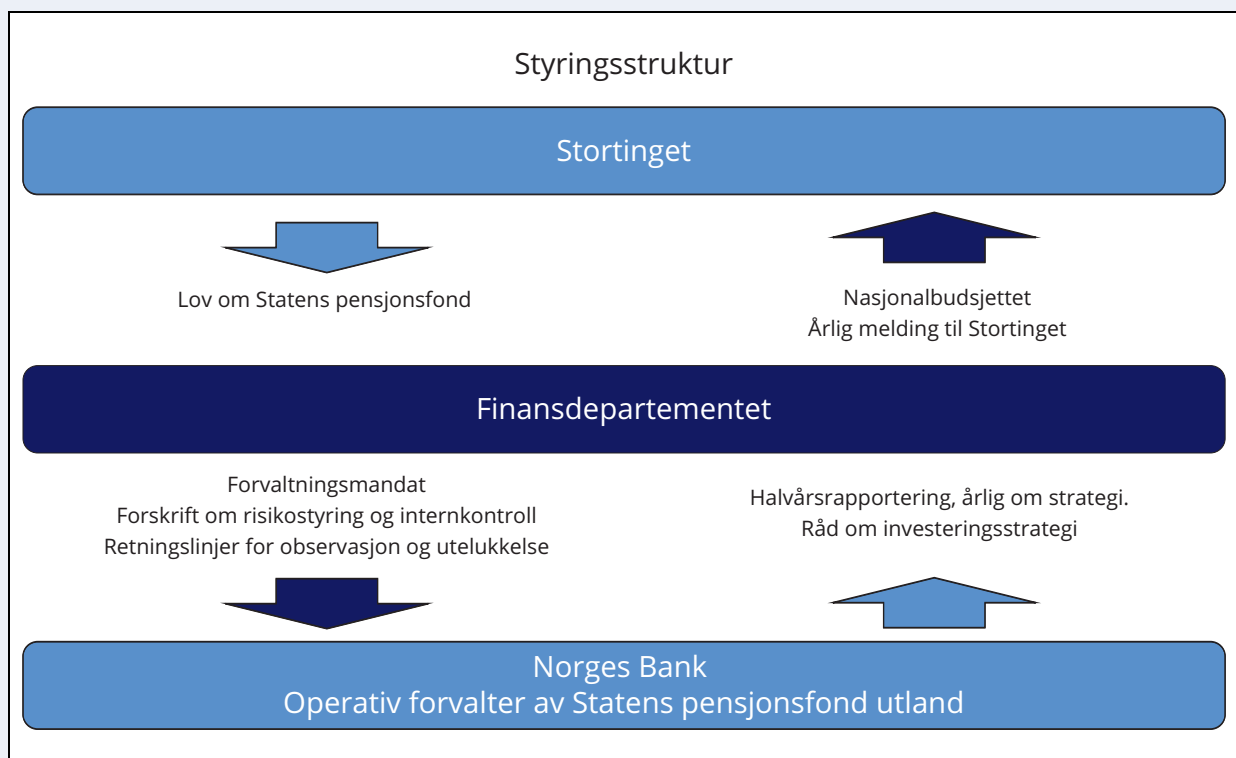 Styringsstruktur
Stortinget
Lov om Statens pensjonsfond
Nasjonalbudsjettet
Årlig melding til Stortinget
Finansdepartementet
Forvaltningsmandat
Forskrift om risikostyring og internkontroll
Retningslinjer for observasjon og utelukkelse
Halvårsrapportering, årlig om strategi.
Råd om investeringsstrategi
Norges Bank
Operativ forvalter av Statens pensjonsfond utland